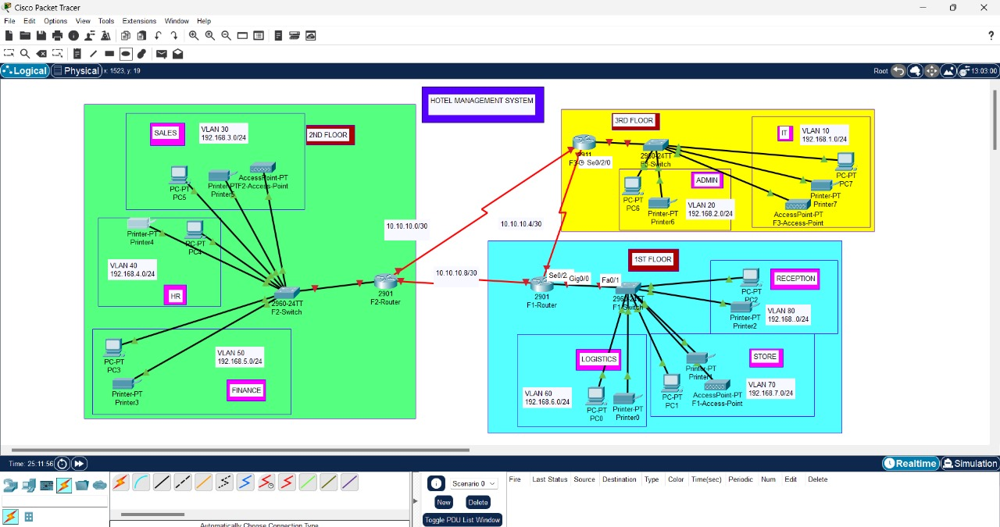 Cisco Packet Tracer
File Edit Options View Tools Extensions Window Help
?
Logical Physical x: 1523, y: 19 Root 13:03:00
HOTEL MANAGEMENT SYSTEM
SALES
VLAN 30
192.168.3.0/24
2ND FLOOR
PC-PT
PC5
Printer-PT
AccessPoint-PT
F2-Access-Point
Printer-PT
Printer4
PC-PT
PC4
VLAN 40
192.168.4.0/24
HR
2960-24TT
F2-Switch
2901
F2-Router
PC-PT
PC3
Printer-PT
Printer3
VLAN 50
192.168.5.0/24
FINANCE
10.10.10.0/30
10.10.10.4/30
10.10.10.8/30
3RD FLOOR
2911
Se0/2/0
2960-24TT
F3-Switch
IT
VLAN 10
192.168.1.0/24
PC-PT
PC7
Printer-PT
Printer7
AccessPoint-PT
F3-Access-Point
ADMIN
PC-PT
PC6
Printer-PT
Printer6
VLAN 20
192.168.2.0/24
1ST FLOOR
Se0/2
Gig0/0
Fa0/1
2901
F1-Router
2960-24TT
F1-Switch
RECEPTION
PC-PT
PC2
Printer-PT
Printer2
VLAN 80
192.168..0/24
LOGISTICS
VLAN 60
192.168.6.0/24
PC-PT
PC0
Printer-PT
Printer0
STORE
Printer-PT
PC-PT
PC1
AccessPoint-PT
F1-Access-Point
VLAN 70
192.168.7.0/24
Time: 25:11:56
Realtime Simulation
Scenario 0
New Delete
Toggle PDU List Window
Fire Last Status Source Destination Type Color Time(sec) Periodic Num Edit Delete
Automatically Choose Connection Type